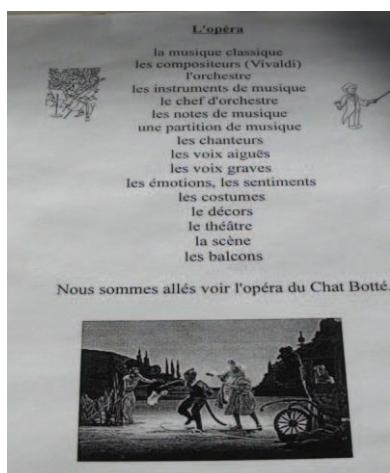 L'opéra
la musique classique
les compositeurs (Vivaldi)
l'orchestre
les instruments de musique
le chef d'orchestre
les notes de musique
une partition de musique
les chanteurs
les voix aiguës
les voix graves
les émotions, les sentiments
les costumes
le décors
le théâtre
la scène
les balcons
Nous sommes allés voir l'opéra du Chat Botté.